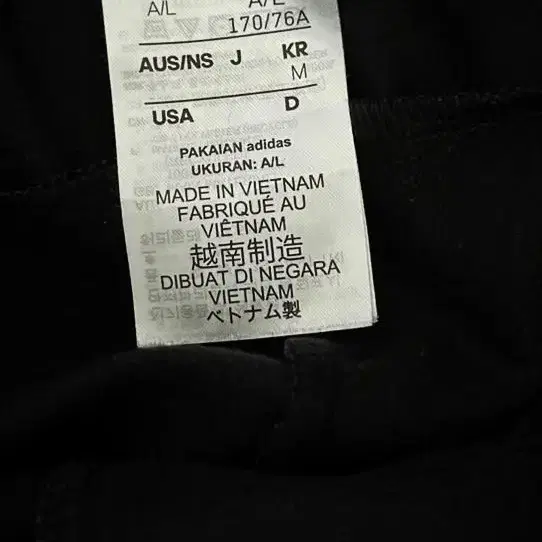 A/L A/L
170/76A
AUS/NS J KR
M
USA D
PAKAIAN adidas
UKURAN: A/L
MADE IN VIETNAM
FABRIQUÉ AU
VIÊTNAM
越南制造
DIBUAT DI NEGARA
VIETNAM
ベトナム製